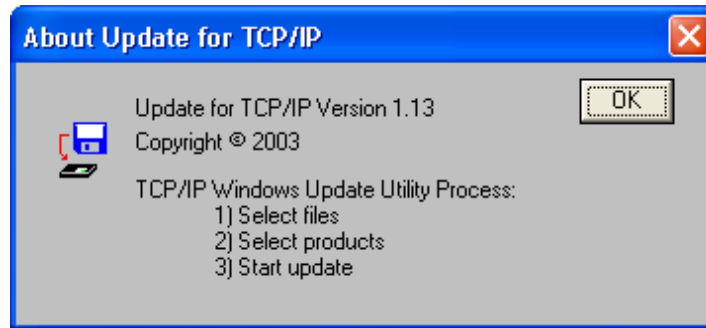 About Update for TCP/IP
Update for TCP/IP Version 1.13
OK
Copyright © 2003
TCP/IP Windows Update Utility Process:
1) Select files
2) Select products
3) Start update